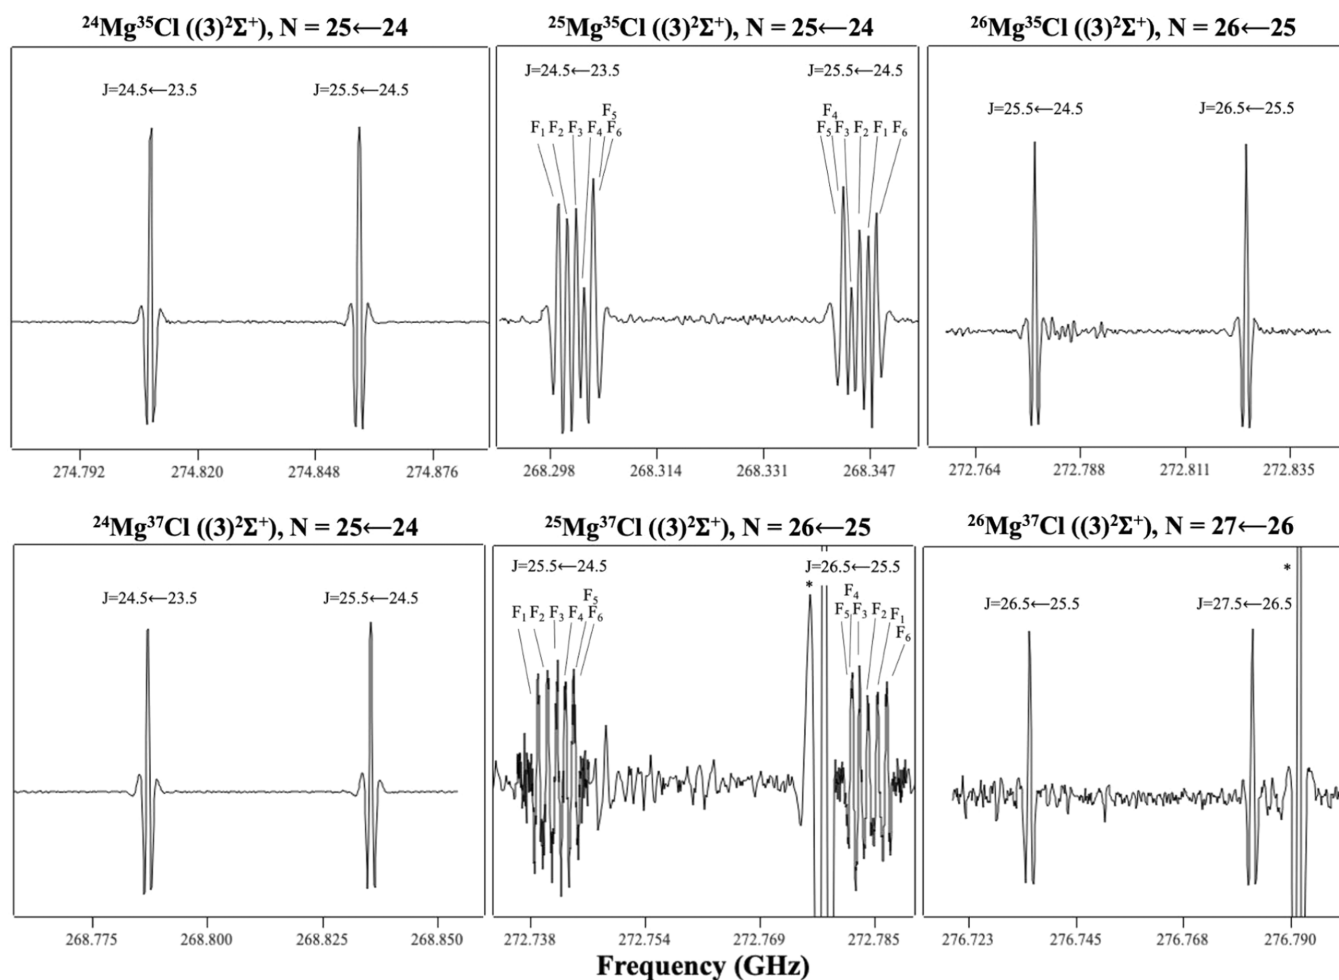 ²⁴Mg³⁵Cl ((3)²Σ⁺), N = 25←24
J=24.5←23.5 J=25.5←24.5
274.792 274.820 274.848 274.876
²⁵Mg³⁵Cl ((3)²Σ⁺), N = 25←24
J=24.5←23.5 J=25.5←24.5
F₅ F₄
F₁ F₂ F₃ F₄ F₆ F₅ F₃ F₂ F₁ F₆
268.298 268.314 268.331 268.347
²⁶Mg³⁵Cl ((3)²Σ⁺), N = 26←25
J=25.5←24.5 J=26.5←25.5
272.764 272.788 272.811 272.835
²⁴Mg³⁷Cl ((3)²Σ⁺), N = 25←24
J=24.5←23.5 J=25.5←24.5
268.775 268.800 268.825 268.850
²⁵Mg³⁷Cl ((3)²Σ⁺), N = 26←25
J=25.5←24.5 J=26.5←25.5
*
F₅ F₄
F₁ F₂ F₃ F₄ F₆ F₅ F₃ F₂ F₁
F₆
272.738 272.754 272.769 272.785
²⁶Mg³⁷Cl ((3)²Σ⁺), N = 27←26
*
J=26.5←25.5 J=27.5←26.5
276.723 276.745 276.768 276.790
Frequency (GHz)